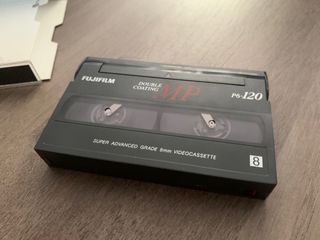 FUJIFILM
DOUBLE
COATING
MP
P6-120
SUPER ADVANCED GRADE 8mm VIDEOCASSETTE
8